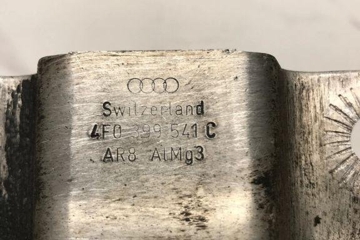 Switzerland
4F0 399 541 C
AR8 AlMg3